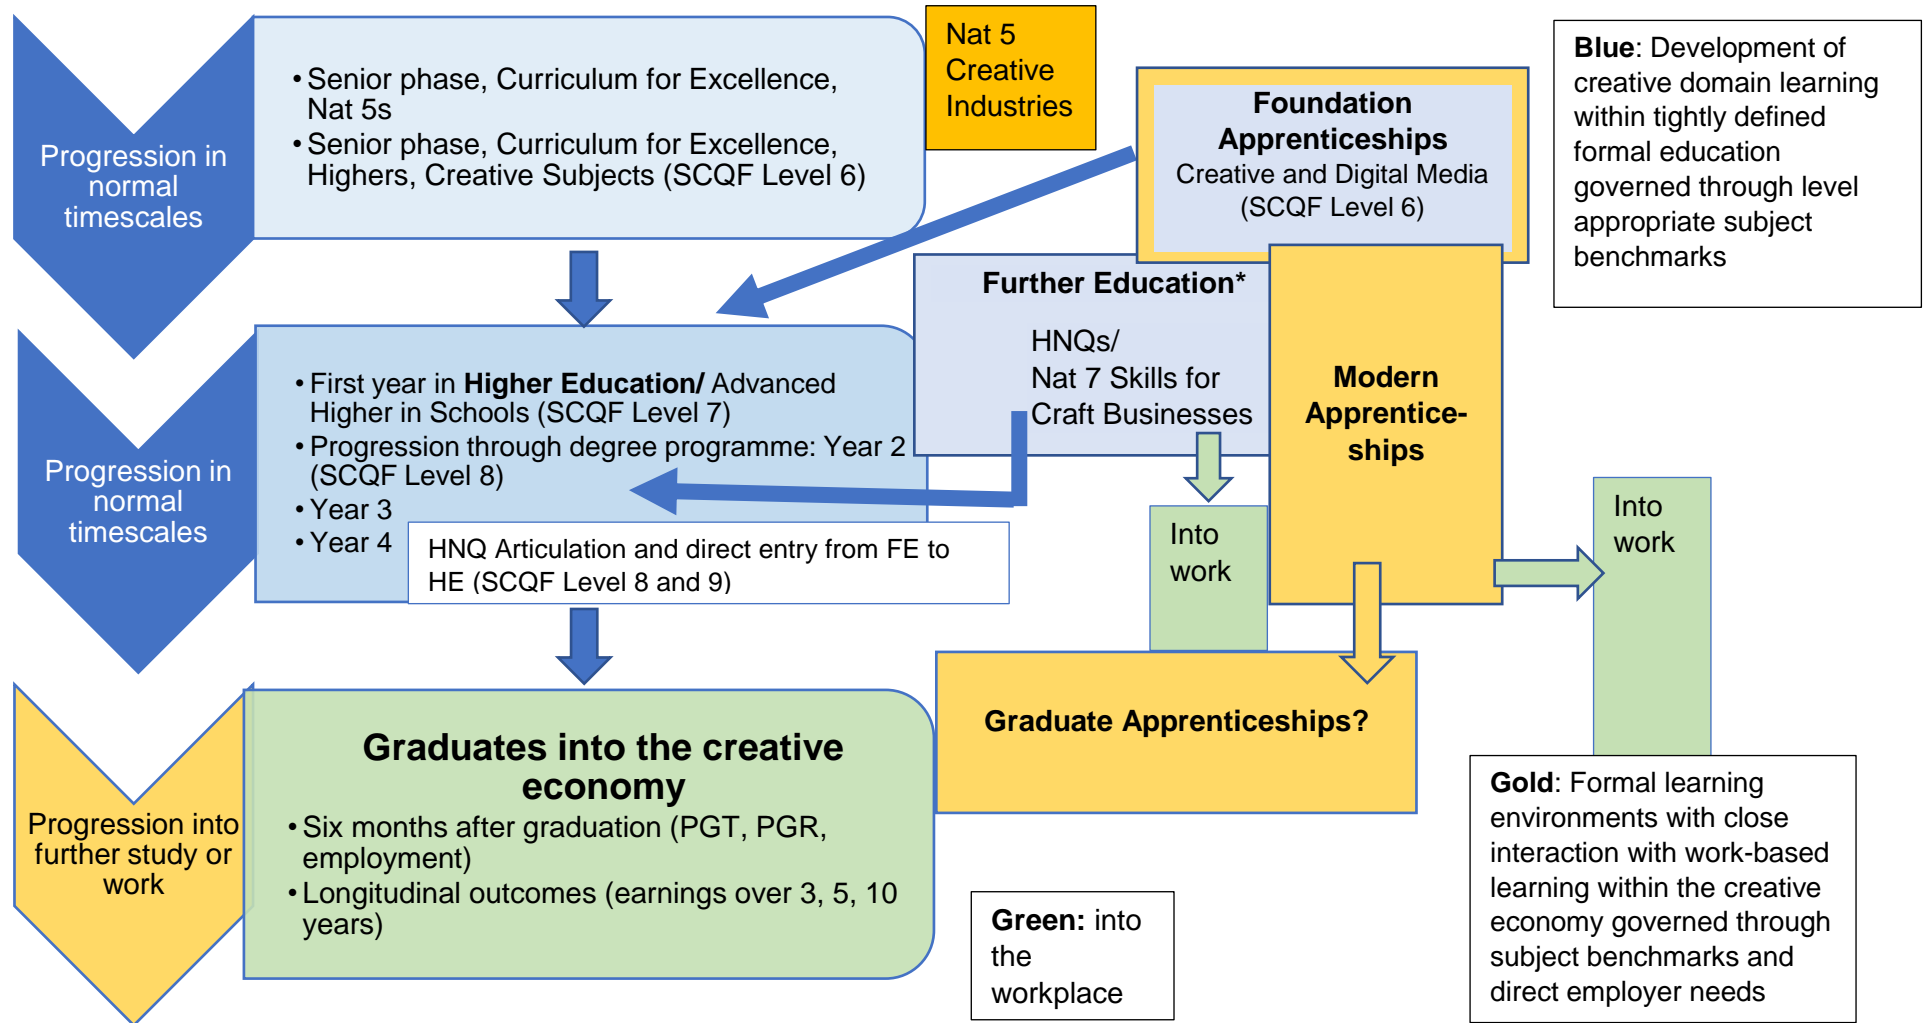 Progression in
normal
timescales
• Senior phase, Curriculum for Excellence,
Nat 5s
• Senior phase, Curriculum for Excellence,
Highers, Creative Subjects (SCQF Level 6)
Nat 5
Creative
Industries
Foundation
Apprenticeships
Creative and Digital Media
(SCQF Level 6)
Blue: Development of
creative domain learning
within tightly defined
formal education
governed through level
appropriate subject
benchmarks
Progression in
normal
timescales
• First year in Higher Education/ Advanced
Higher in Schools (SCQF Level 7)
• Progression through degree programme: Year 2
(SCQF Level 8)
• Year 3
• Year 4
HNQ Articulation and direct entry from FE to
HE (SCQF Level 8 and 9)
Further Education*
HNQs/
Nat 7 Skills for
Craft Businesses
Modern
Apprentice-
ships
Into
work
Into
work
Progression into
further study or
work
Graduates into the creative
economy
• Six months after graduation (PGT, PGR,
employment)
• Longitudinal outcomes (earnings over 3, 5, 10
years)
Graduate Apprenticeships?
Green: into
the
workplace
Gold: Formal learning
environments with close
interaction with work-based
learning within the creative
economy governed through
subject benchmarks and
direct employer needs